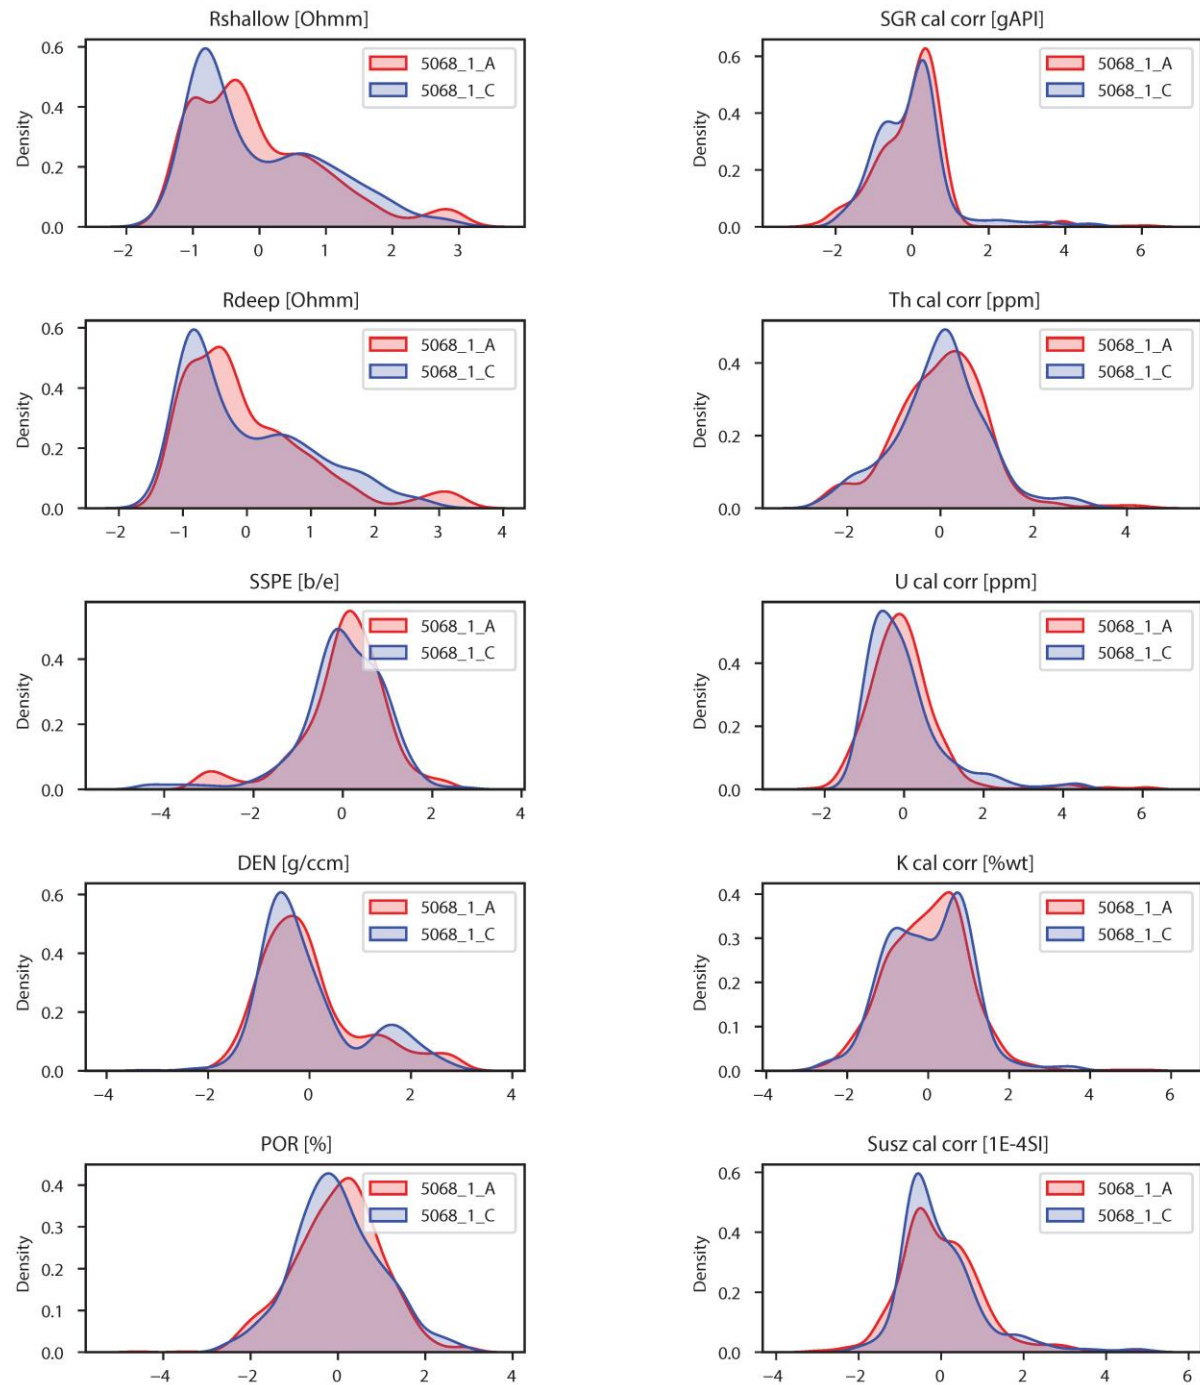 Rshallow [Ohmm]
Density
0.6
0.4
0.2
0.0
−2 −1 0 1 2 3
5068_1_A
5068_1_C
SGR cal corr [gAPI]
Density
0.6
0.4
0.2
0.0
−2 0 2 4 6
5068_1_A
5068_1_C
Rdeep [Ohmm]
Density
0.6
0.4
0.2
0.0
−2 −1 0 1 2 3 4
5068_1_A
5068_1_C
Th cal corr [ppm]
Density
0.4
0.2
0.0
−2 0 2 4
5068_1_A
5068_1_C
SSPE [b/e]
Density
0.4
0.2
0.0
−4 −2 0 2 4
5068_1_A
5068_1_C
U cal corr [ppm]
Density
0.4
0.2
0.0
−2 0 2 4 6
5068_1_A
5068_1_C
DEN [g/ccm]
Density
0.6
0.4
0.2
0.0
−4 −2 0 2 4
5068_1_A
5068_1_C
K cal corr [%wt]
Density
0.4
0.3
0.2
0.1
0.0
−4 −2 0 2 4 6
5068_1_A
5068_1_C
POR [%]
Density
0.4
0.3
0.2
0.1
0.0
−4 −2 0 2 4
5068_1_A
5068_1_C
Susz cal corr [1E-4SI]
Density
0.6
0.4
0.2
0.0
−4 −2 0 2 4 6
5068_1_A
5068_1_C